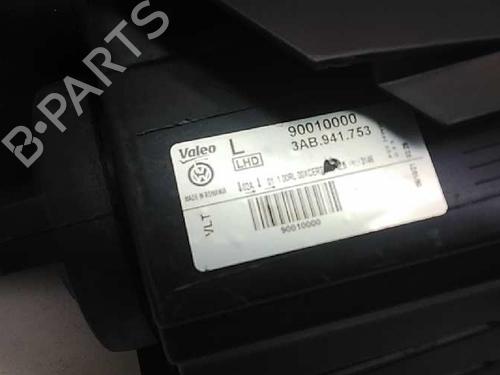 B-PARTS
Valeo
L
90010000
LHD
3AB.941.753
MADE IN ROMANIA
VLT
90010000